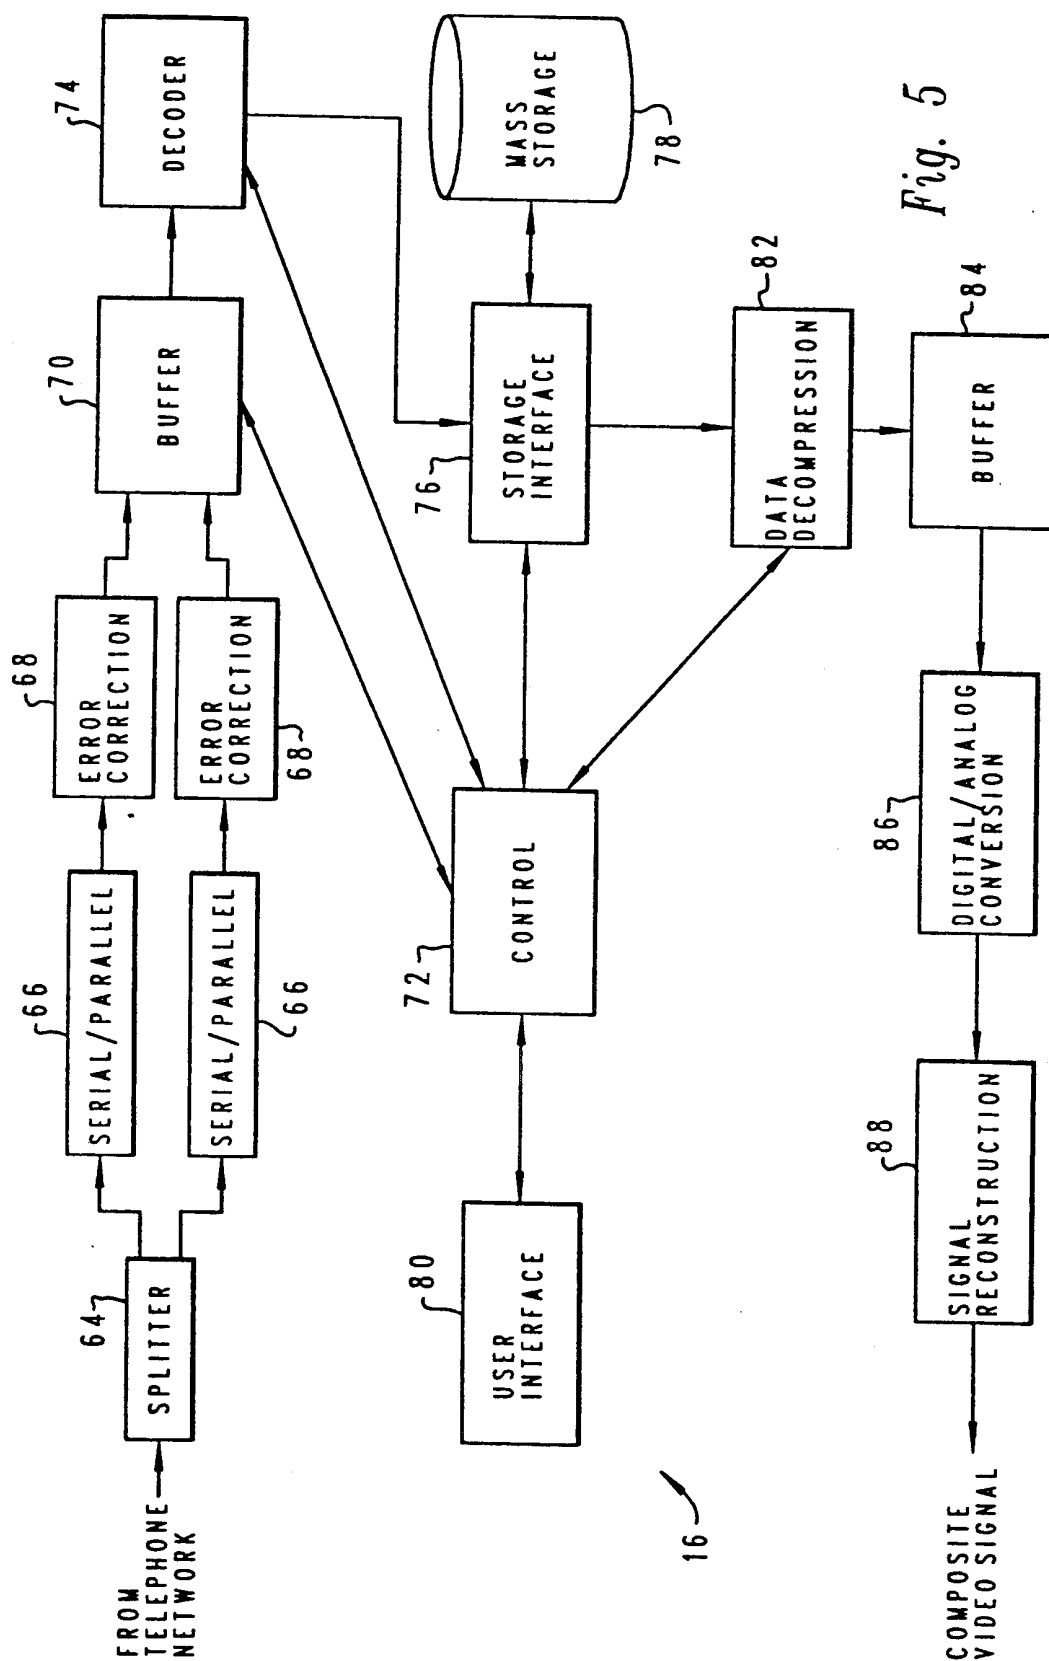 FROM
TELEPHONE
NETWORK
64
SPLITTER
66
SERIAL/PARALLEL
SERIAL/PARALLEL
66
68
ERROR
CORRECTION
ERROR
CORRECTION
68
70
BUFFER
74
DECODER
80
USER
INTERFACE
72
CONTROL
76
STORAGE
INTERFACE
MASS
STORAGE
78
16
82
DATA
DECOMPRESSION
84
BUFFER
86
DIGITAL/ANALOG
CONVERSION
88
SIGNAL
RECONSTRUCTION
COMPOSITE
VIDEO SIGNAL
Fig. 5